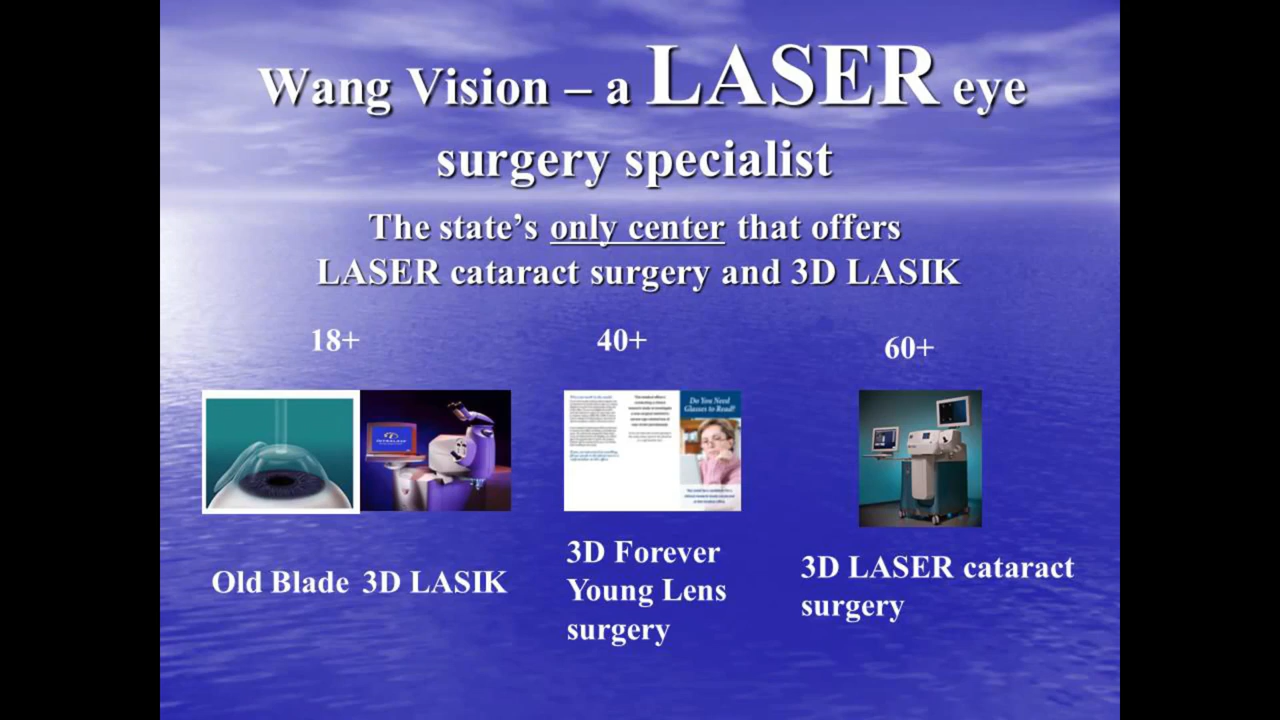 Wang Vision – a LASER eye
surgery specialist
The state's only center that offers
LASER cataract surgery and 3D LASIK
18+
40+
60+
Do You Need
Glasses to Read?
Old Blade 3D LASIK
3D Forever
Young Lens
surgery
3D LASER cataract
surgery